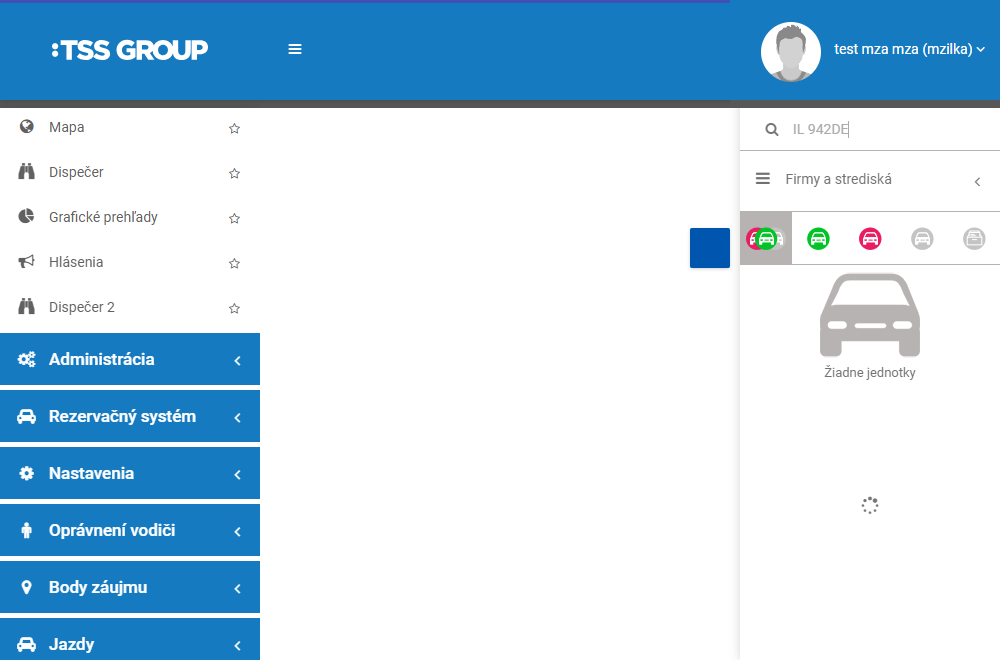 :TSS GROUP
test mza mza (mzilka)
Mapa
Dispečer
Grafické prehľady
Hlásenia
Dispečer 2
Administrácia
Rezervačný systém
Nastavenia
Oprávnení vodiči
Body záujmu
Jazdy
IL 942DE
Firmy a strediská
Žiadne jednotky